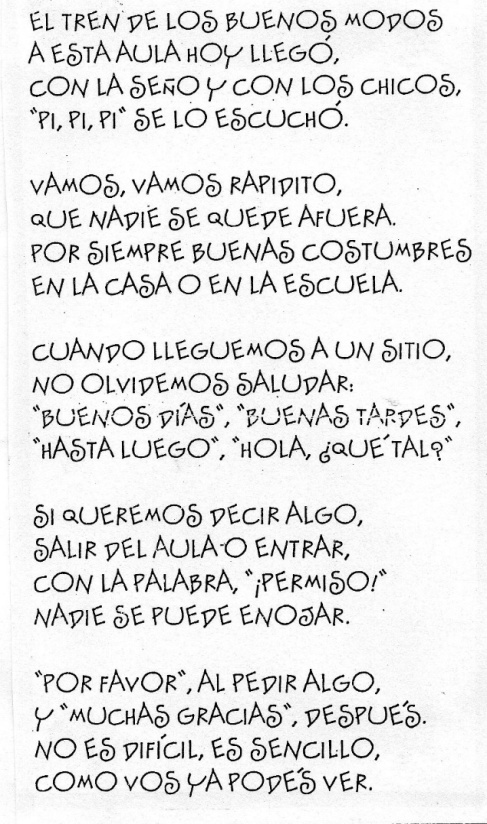 EL TREN DE LOS BUENOS MODOS
A ESTA AULA HOY LLEGÓ,
CON LA SEÑO Y CON LOS CHICOS,
"PI, PI, PI" SE LO ESCUCHÓ.

VAMOS, VAMOS RAPIDITO,
QUE NADIE SE QUEDE AFUERA.
POR SIEMPRE BUENAS COSTUMBRES
EN LA CASA O EN LA ESCUELA.

CUANDO LLEGUEMOS A UN SITIO,
NO OLVIDEMOS SALUDAR:
"BUENOS DÍAS", "BUENAS TARDES",
"HASTA LUEGO", "HOLA, ¿QUÉ TAL?"

SI QUEREMOS DECIR ALGO,
SALIR DEL AULA O ENTRAR,
CON LA PALABRA, "¡PERMISO!"
NADIE SE PUEDE ENOJAR.

"POR FAVOR", AL PEDIR ALGO,
Y "MUCHAS GRACIAS", DESPUÉS.
NO ES DIFÍCIL, ES SENCILLO,
COMO VOS YA PODÉS VER.